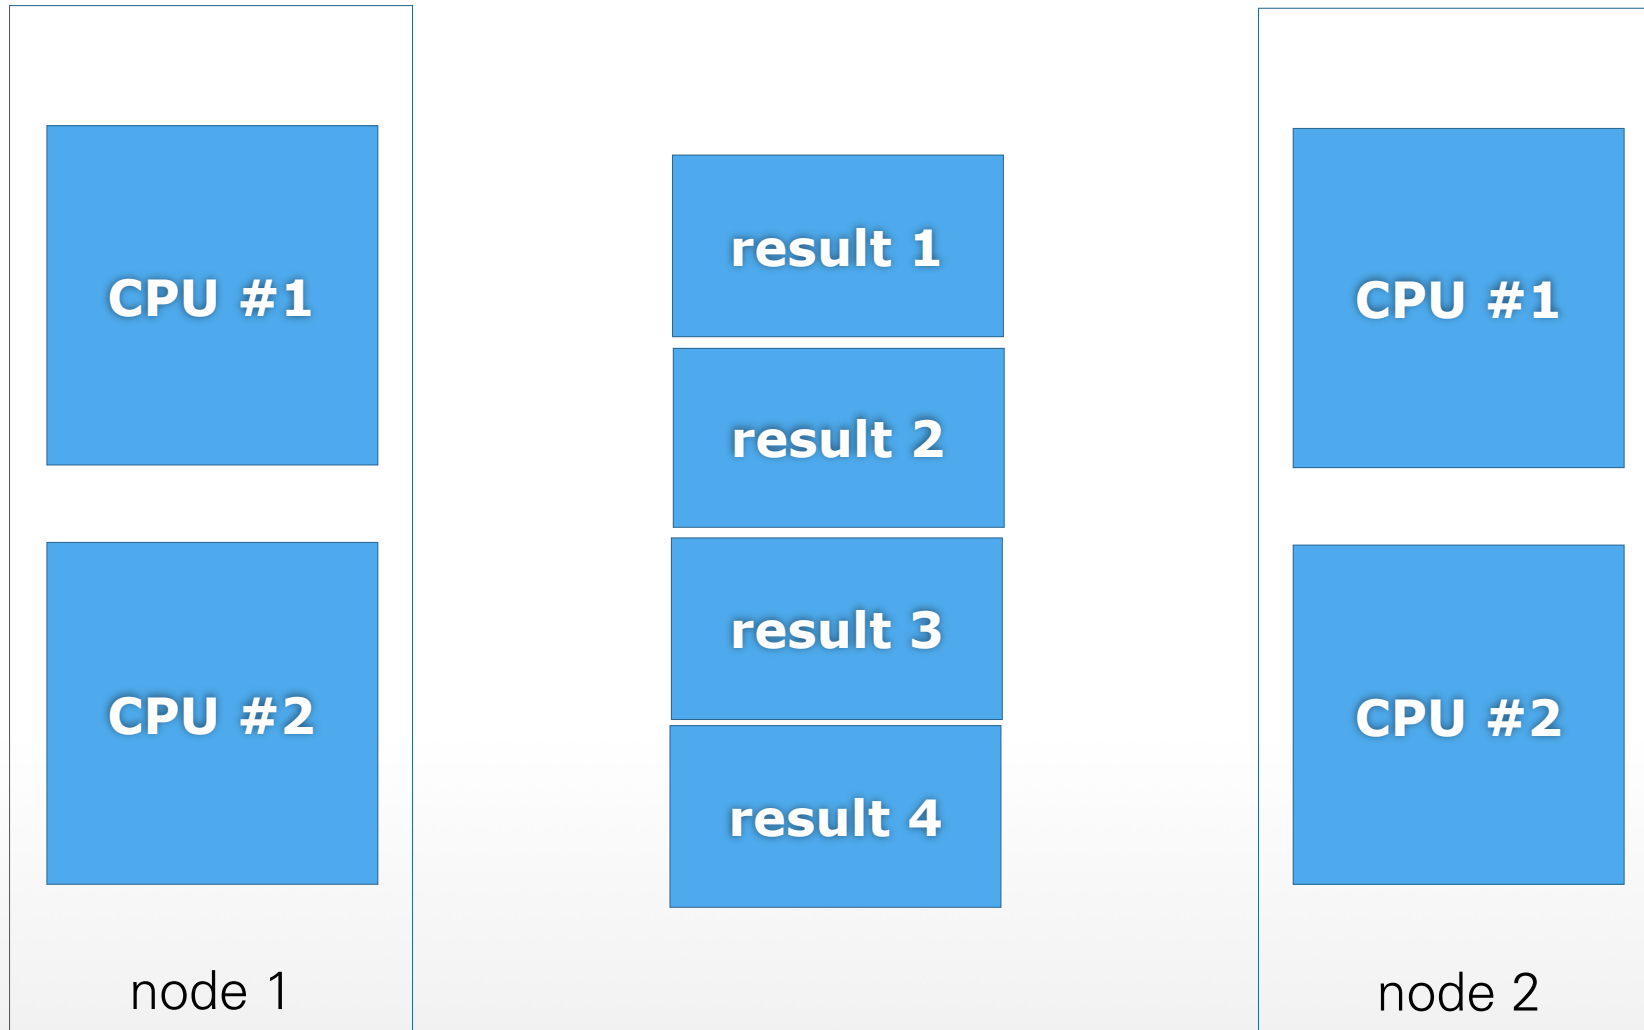 CPU #1
CPU #2
node 1
result 1
result 2
result 3
result 4
CPU #1
CPU #2
node 2